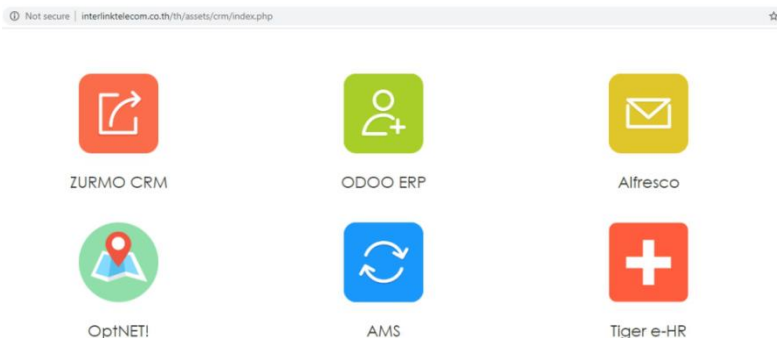 Not secure | interlinktelecom.co.th/th/assets/crm/index.php
ZURMO CRM
ODOO ERP
Alfresco
OptNET!
AMS
Tiger e-HR